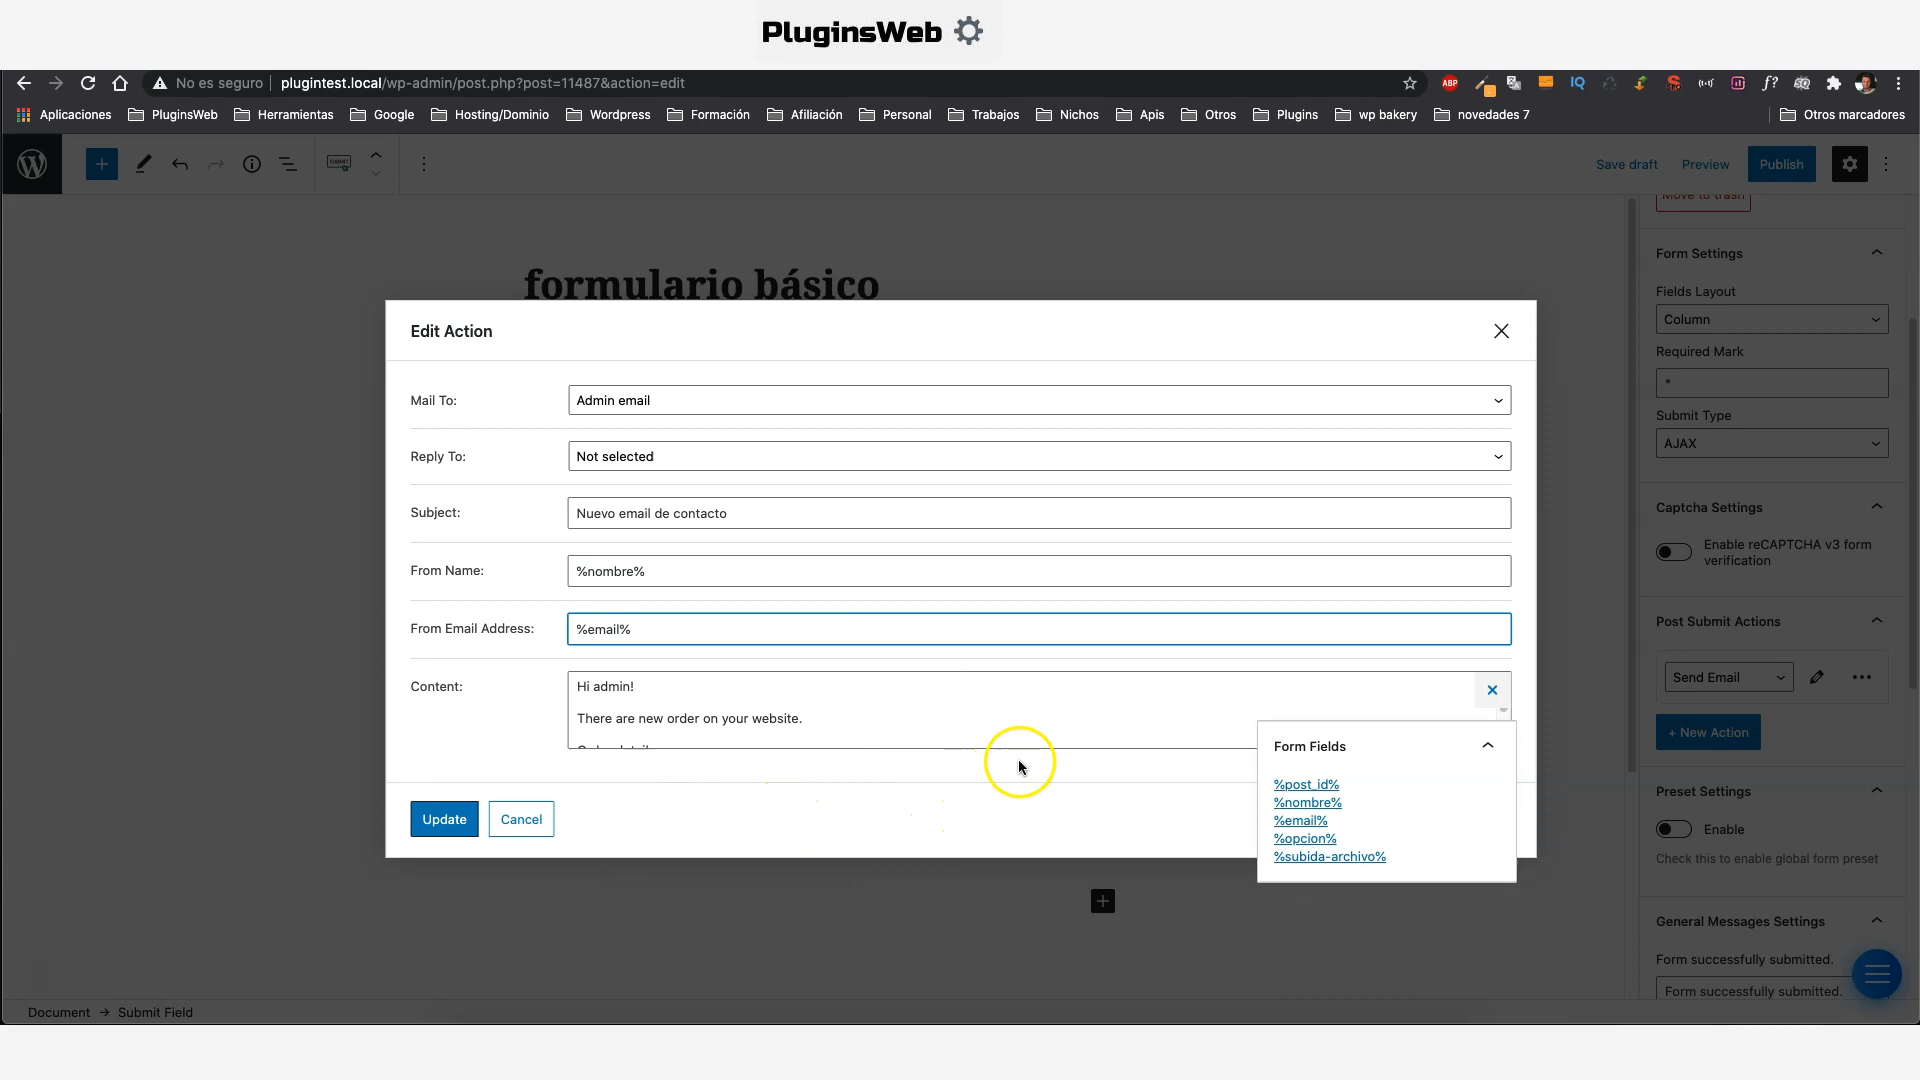 PluginsWeb
No es seguro plugintest.local/wp-admin/post.php?post=11487&action=edit
ABP IQ f?
Aplicaciones PluginsWeb Herramientas Google Hosting/Dominio Wordpress Formación Afiliación Personal Trabajos Nichos Apis Otros Plugins wp bakery novedades 7 Otros marcadores
Save draft Preview Publish
Move to trash
formulario básico
Form Settings
Fields Layout
Column
Required Mark
*
Submit Type
AJAX
Captcha Settings
Enable reCAPTCHA v3 form
verification
Post Submit Actions
Send Email
+ New Action
Preset Settings
Enable
Check this to enable global form preset
General Messages Settings
Form successfully submitted.
Form successfully submitted.
Edit Action
Mail To: Admin email
Reply To: Not selected
Subject: Nuevo email de contacto
From Name: %nombre%
From Email Address: %email%
Content: Hi admin!
There are new order on your website.
Update Cancel
Form Fields
%post_id%
%nombre%
%email%
%opcion%
%subida-archivo%
Document → Submit Field